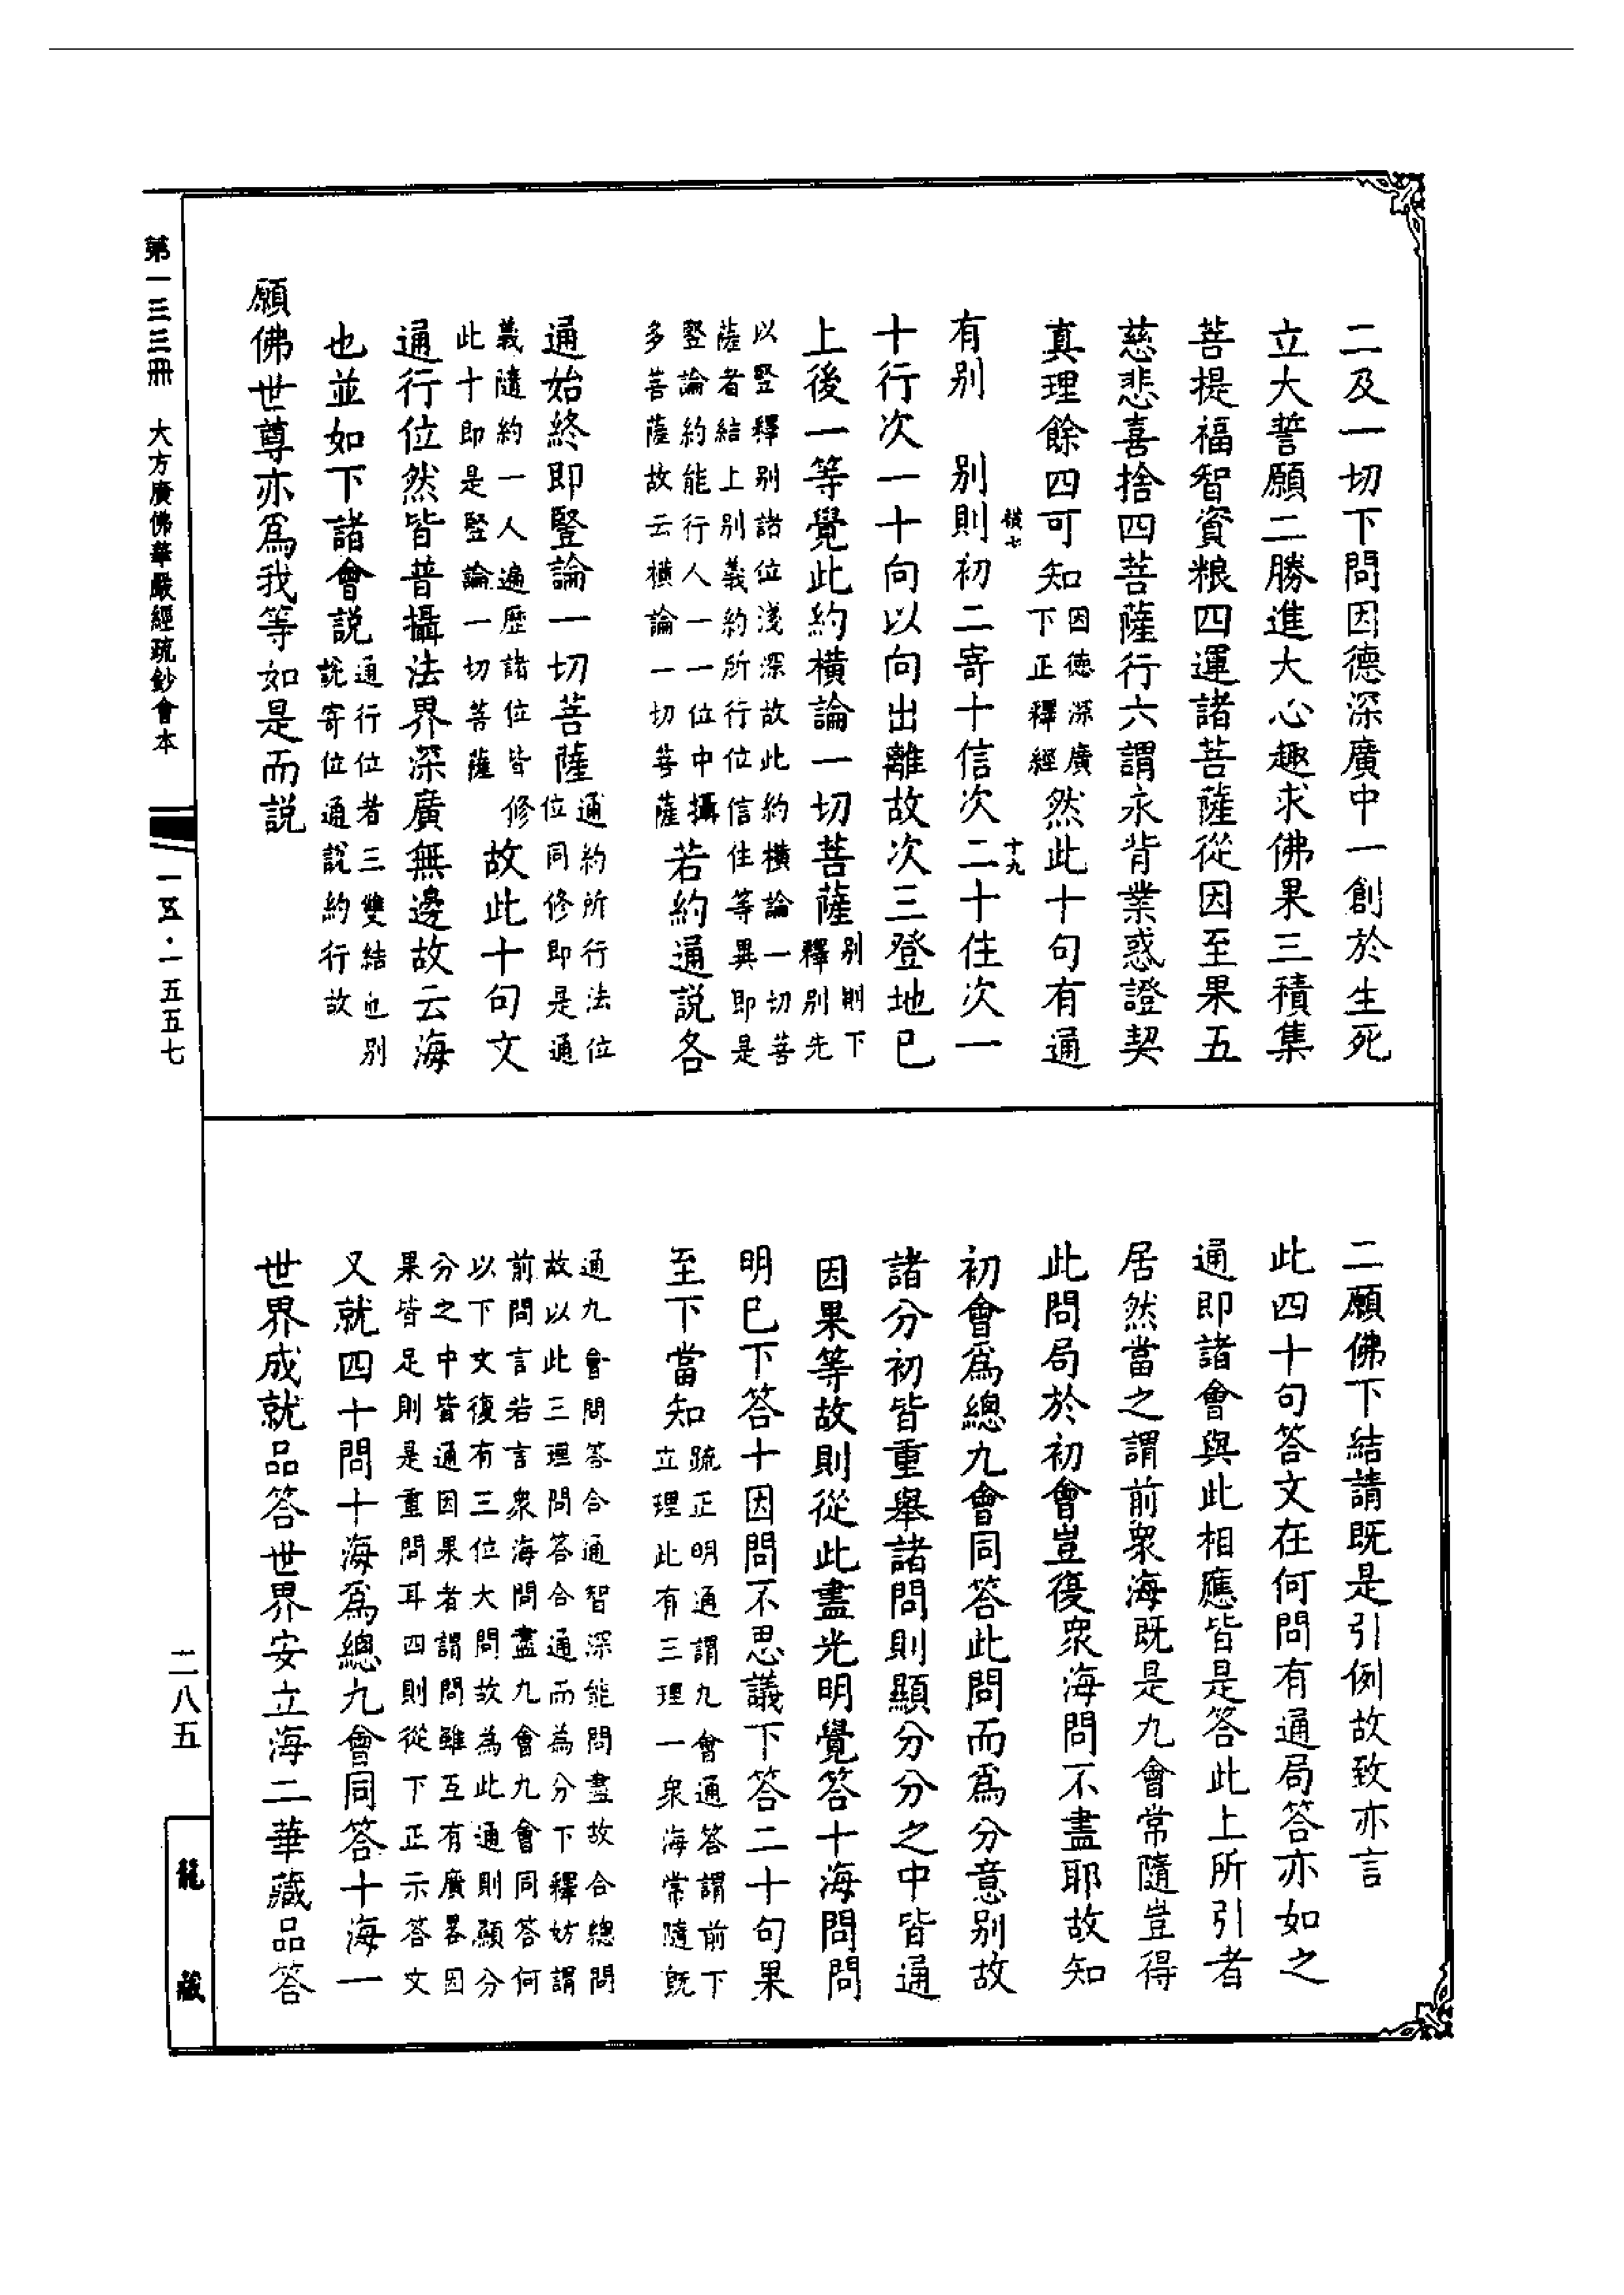 二及一切下問因德深廣中一創於生死
立大誓願二勝進大心趣求佛果三積集
菩提福智資粮四運諸菩薩從因至果五
慈悲喜捨四菩薩行六謂永背業惑證契
真理餘四可知
因德深廣
下正釋經
然此十句有通
有別　別則初二寄十信次二十住次一
橫七
十九
十行次一十向以向出離故次三登地已
上後一等覺此約橫論一切菩薩
別則下
釋別先
以豎釋別諸位淺深故此約橫論一切菩
薩者結上別義約所行位信住等異即是
豎論約能行人一一位中攝
多菩薩故云橫論一切菩薩
若約通說各
通始終即豎論一切菩薩
通約所行法位
位同修即是通
義隨約一人遍歷諸位皆修
此十即是豎論一切菩薩
故此十句文
通行位然皆普攝法界深廣無邊故云海
也並如下諸會說
通行位者三雙結也別
說寄位通說約行故
願佛世尊亦爲我等如是而說
二願佛下結請既是引例故致亦言
此四十句答文在何問有通局答亦如之
通即諸會與此相應皆是答此上所引者
居然當之謂前眾海既是九會常隨豈得
此問局於初會豈復眾海問不盡耶故知
初會爲總九會同答此問而爲分意別故
諸分初皆重舉諸問則顯分分之中皆通
因果等故則從此盡光明覺答十海問問
明已下答十因問不思議下答二十句果
至下當知
疏正明通謂九會通答謂前下
立理此有三理一眾海常隨既
通九會問答合通智深能問盡故合總問
故以此三理問答合通而為分下釋妨謂
前問言若言衆海問盡九會九會同答何
以下文復有三位大問故為此通則顯分
分之中皆通因果者謂問雖互有廣畧因
果皆足則是重問耳四則從下正示答文
又就四十問十海爲總九會同答十海一
世界成就品答世界安立海二華藏品答
第一三三冊　大方廣佛華嚴經疏鈔會本
一五·一五五七
二八五
龍藏